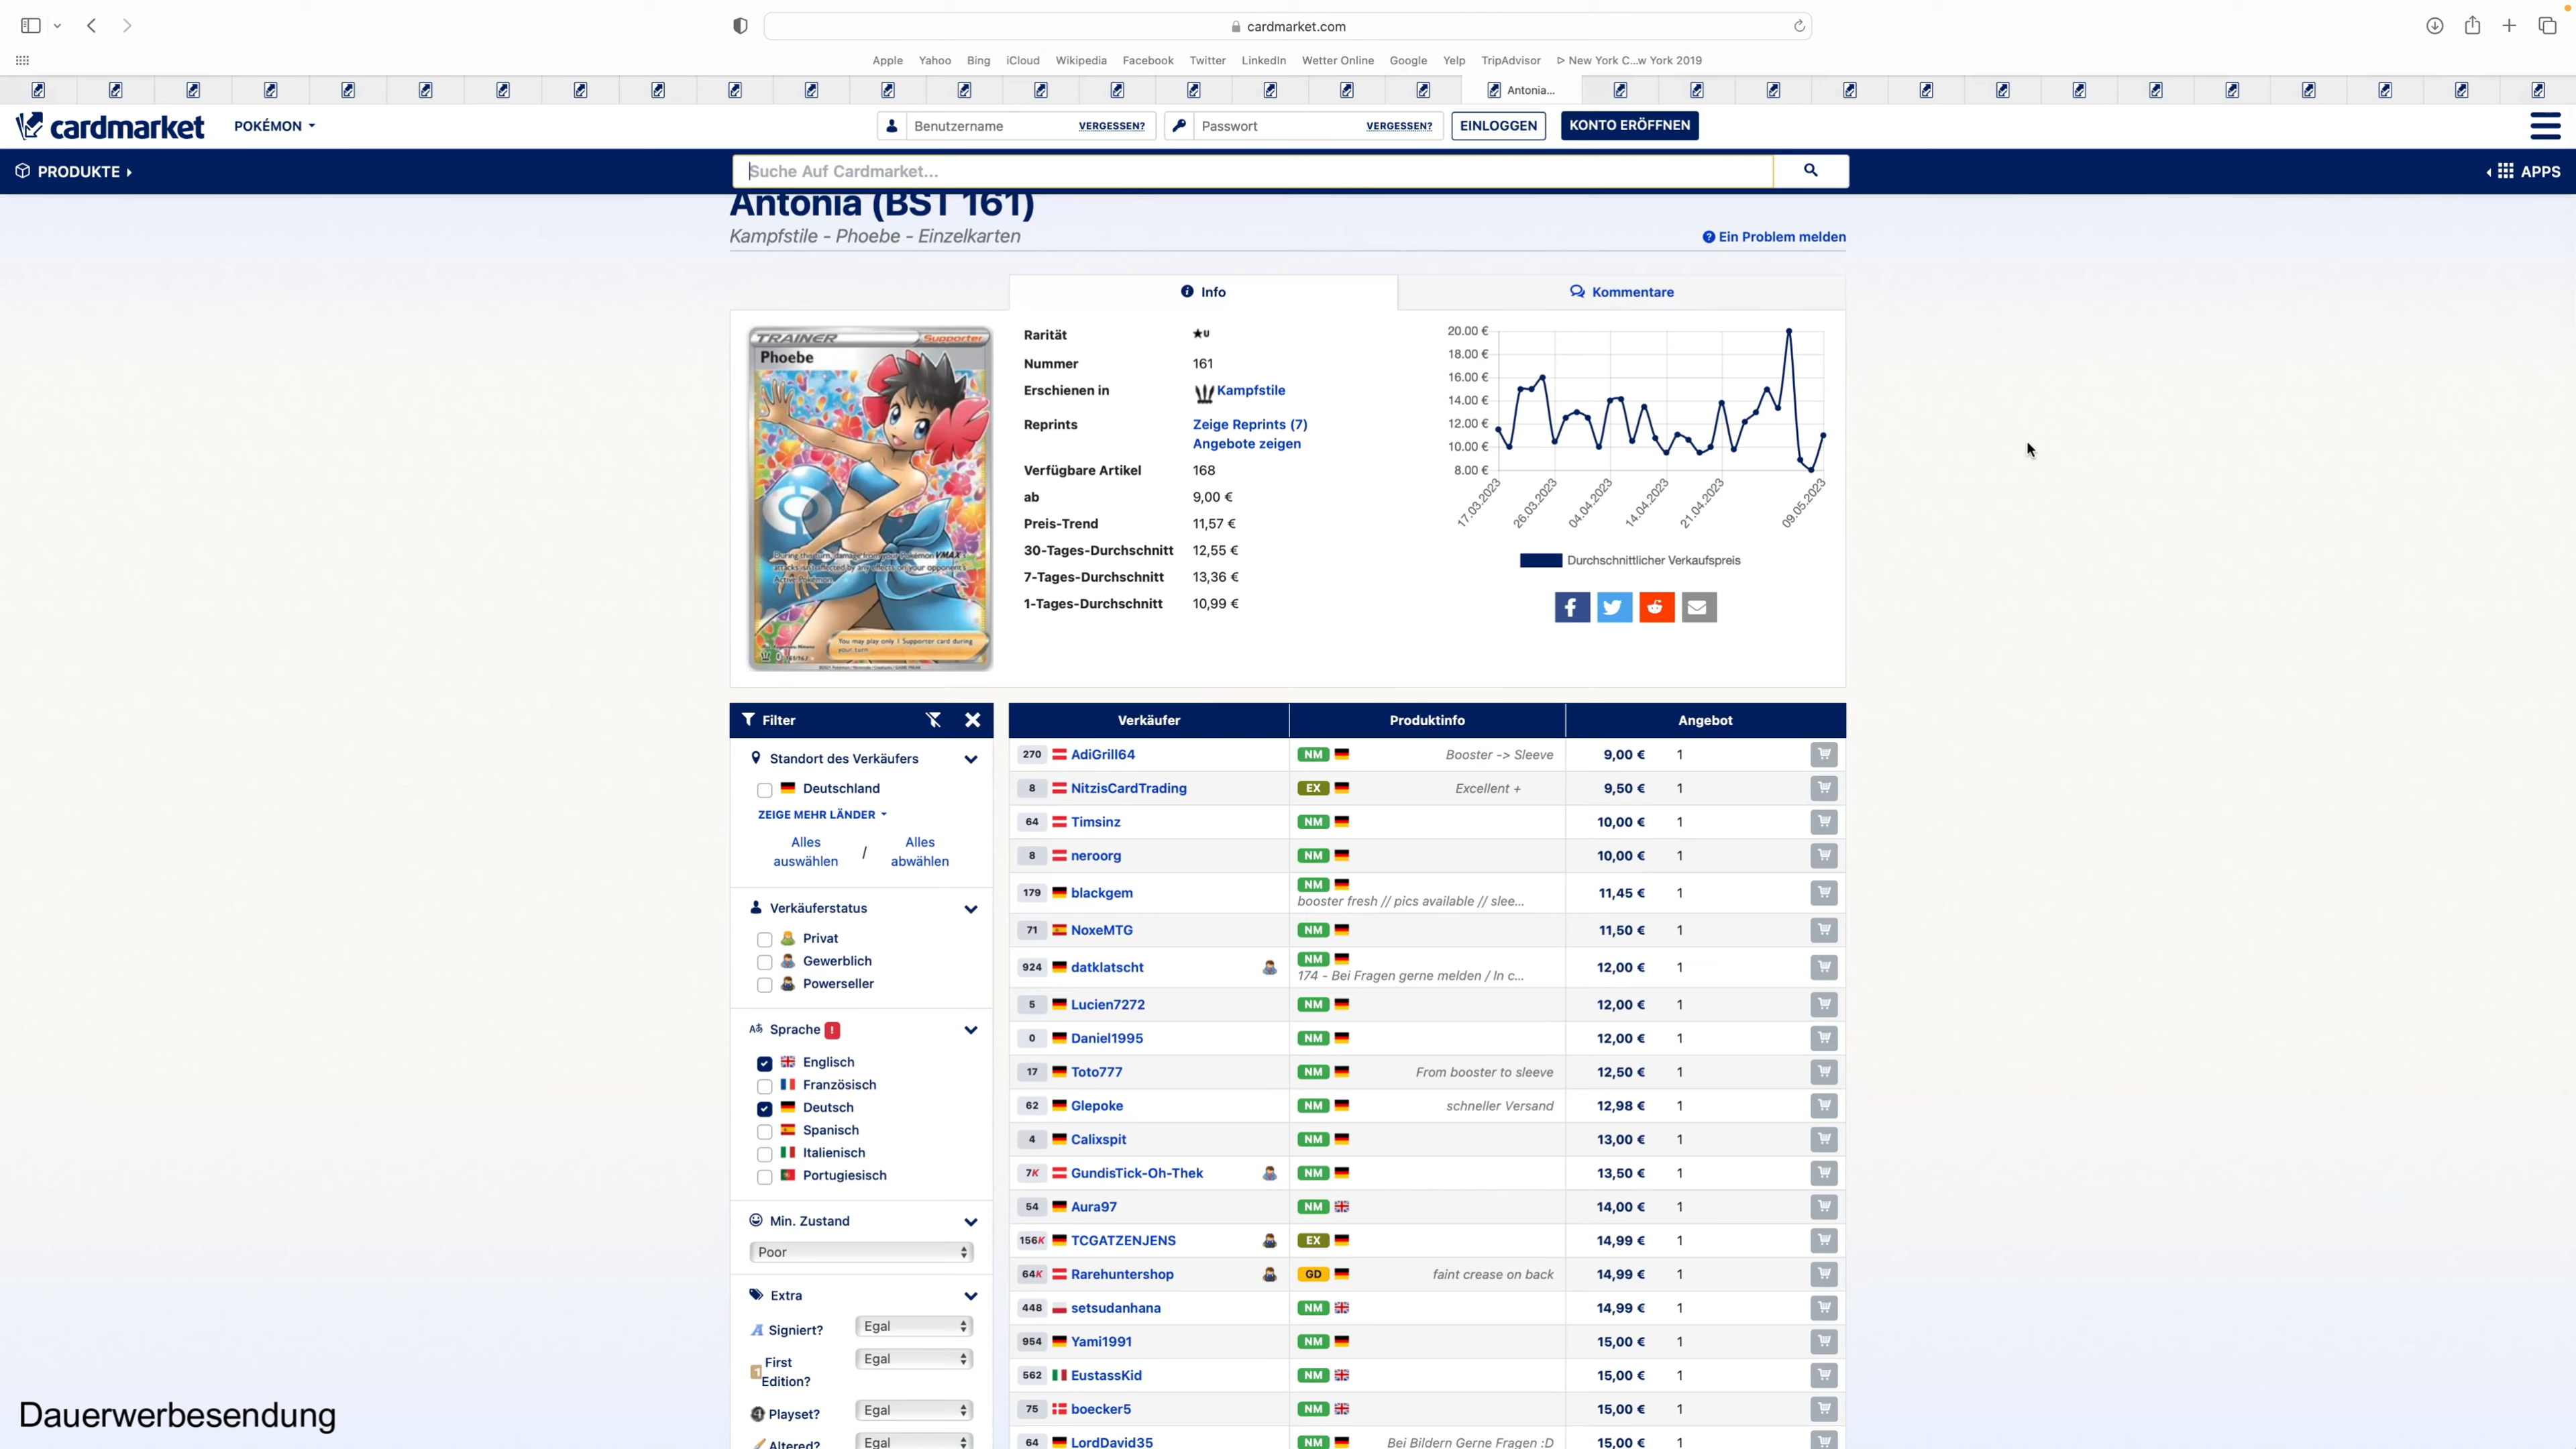 cardmarket.com
Apple Yahoo Bing iCloud Wikipedia Facebook Twitter LinkedIn Wetter Online Google Yelp TripAdvisor New York C...w York 2019
Antonia...
cardmarket POKÉMON Benutzername VERGESSEN? Passwort VERGESSEN? EINLOGGEN KONTO ERÖFFNEN
PRODUKTE Suche Auf Cardmarket... APPS
Antonia (BST 161)
Kampfstile - Phoebe - Einzelkarten
Ein Problem melden
Info Kommentare
TRAINER Supporter
Phoebe
You may play only 1 Supporter card during
your turn
Rarität ★U
Nummer 161
Erschienen in Kampfstile
Reprints Zeige Reprints (7)
Angebote zeigen
Verfügbare Artikel 168
ab 9,00 €
Preis-Trend 11,57 €
30-Tages-Durchschnitt 12,55 €
7-Tages-Durchschnitt 13,36 €
1-Tages-Durchschnitt 10,99 €
20.00 €
18.00 €
16.00 €
14.00 €
12.00 €
10.00 €
8.00 €
17.03.2023 26.03.2023 04.04.2023 14.04.2023 21.04.2023 09.05.2023
Durchschnittlicher Verkaufspreis
Filter
Standort des Verkäufers
Deutschland
ZEIGE MEHR LÄNDER
Alles auswählen / Alles abwählen
Verkäuferstatus
Privat
Gewerblich
Powerseller
Sprache !
Englisch
Französisch
Deutsch
Spanisch
Italienisch
Portugiesisch
Min. Zustand
Poor
Extra
Signiert? Egal
First Edition? Egal
Playset? Egal
Altered? Egal
Verkäufer Produktinfo Angebot
270 AdiGrill64 NM Booster -> Sleeve 9,00 € 1
8 NitzisCardTrading EX Excellent + 9,50 € 1
64 Timsinz NM 10,00 € 1
8 neroorg NM 10,00 € 1
179 blackgem NM booster fresh // pics available // slee... 11,45 € 1
71 NoxeMTG NM 11,50 € 1
924 datklatscht NM 174 - Bei Fragen gerne melden / In c... 12,00 € 1
5 Lucien7272 NM 12,00 € 1
0 Daniel1995 NM 12,00 € 1
17 Toto777 NM From booster to sleeve 12,50 € 1
62 Glepoke NM schneller Versand 12,98 € 1
4 Calixspit NM 13,00 € 1
7K GundisTick-Oh-Thek NM 13,50 € 1
54 Aura97 NM 14,00 € 1
156K TCGATZENJENS EX 14,99 € 1
64K Rarehuntershop GD faint crease on back 14,99 € 1
448 setsudanhana NM 14,99 € 1
954 Yami1991 NM 15,00 € 1
562 EustassKid NM 15,00 € 1
75 boecker5 NM 15,00 € 1
64 LordDavid35 NM Bei Bildern Gerne Fragen :D 15,00 € 1
Dauerwerbesendung